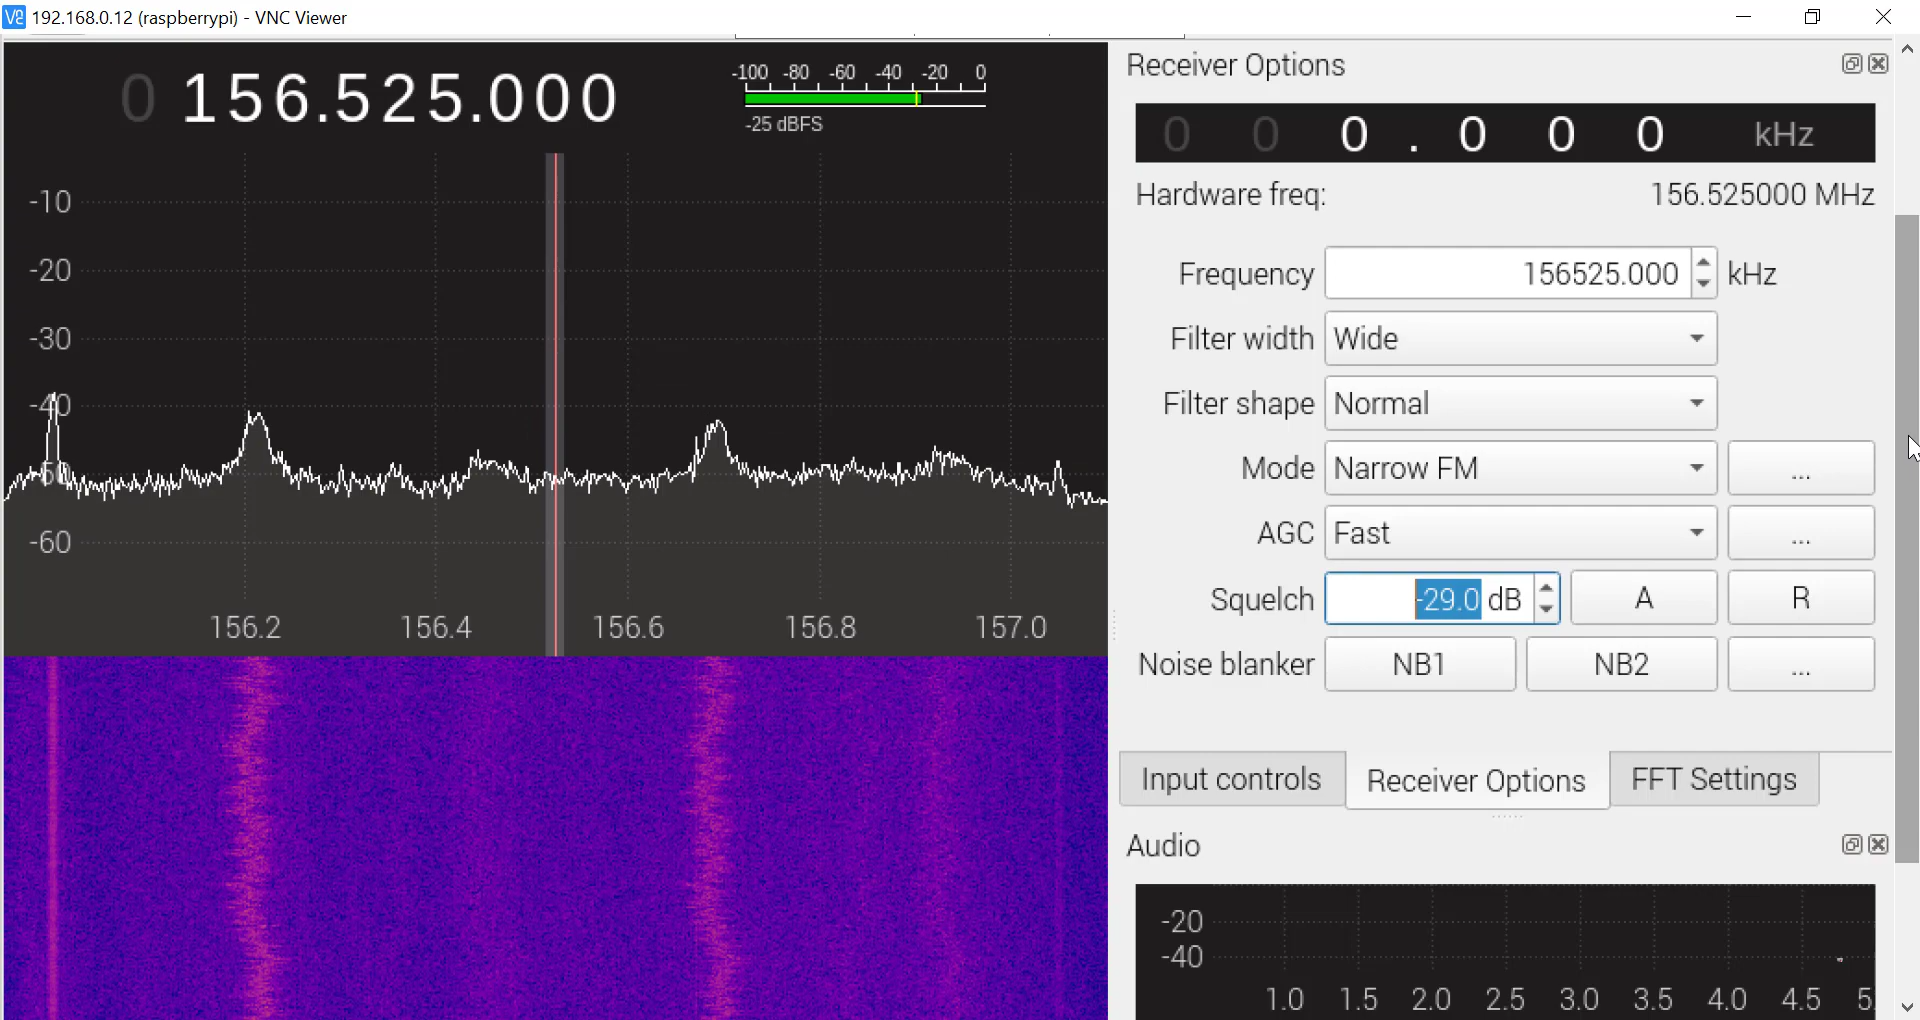 V2 192.168.0.12 (raspberrypi) - VNC Viewer
0 156.525.000
-100 -80 -60 -40 -20 0
-25 dBFS
-10
-20
-30
-40
-50
-60
156.2 156.4 156.6 156.8 157.0
Receiver Options
0 0 0 . 0 0 0 kHz
Hardware freq: 156.525000 MHz
Frequency 156525.000 kHz
Filter width Wide
Filter shape Normal
Mode Narrow FM ...
AGC Fast ...
Squelch -29.0 dB A R
Noise blanker NB1 NB2 ...
Input controls Receiver Options FFT Settings
Audio
-20
-40
1.0 1.5 2.0 2.5 3.0 3.5 4.0 4.5 5.